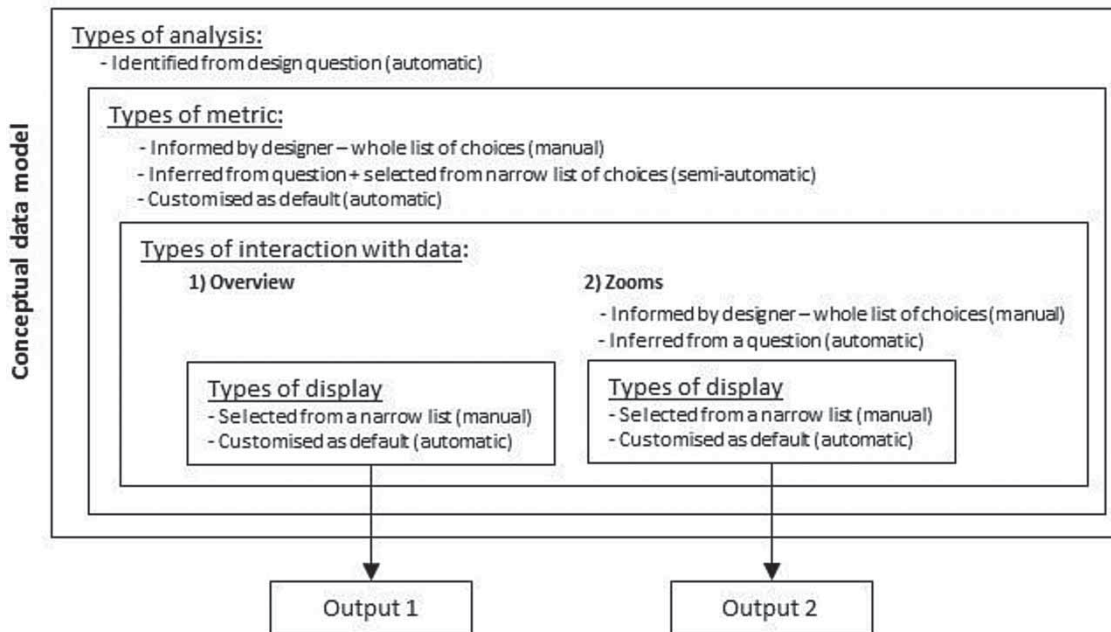 Conceptual data model
Types of analysis:
- Identified from design question (automatic)
Types of metric:
- Informed by designer – whole list of choices (manual)
- Inferred from question + selected from narrow list of choices (semi-automatic)
- Customised as default (automatic)
Types of interaction with data:
1) Overview
Types of display
- Selected from a narrow list (manual)
- Customised as default (automatic)
2) Zooms
- Informed by designer – whole list of choices (manual)
- Inferred from a question (automatic)
Types of display
- Selected from a narrow list (manual)
- Customised as default (automatic)
Output 1
Output 2